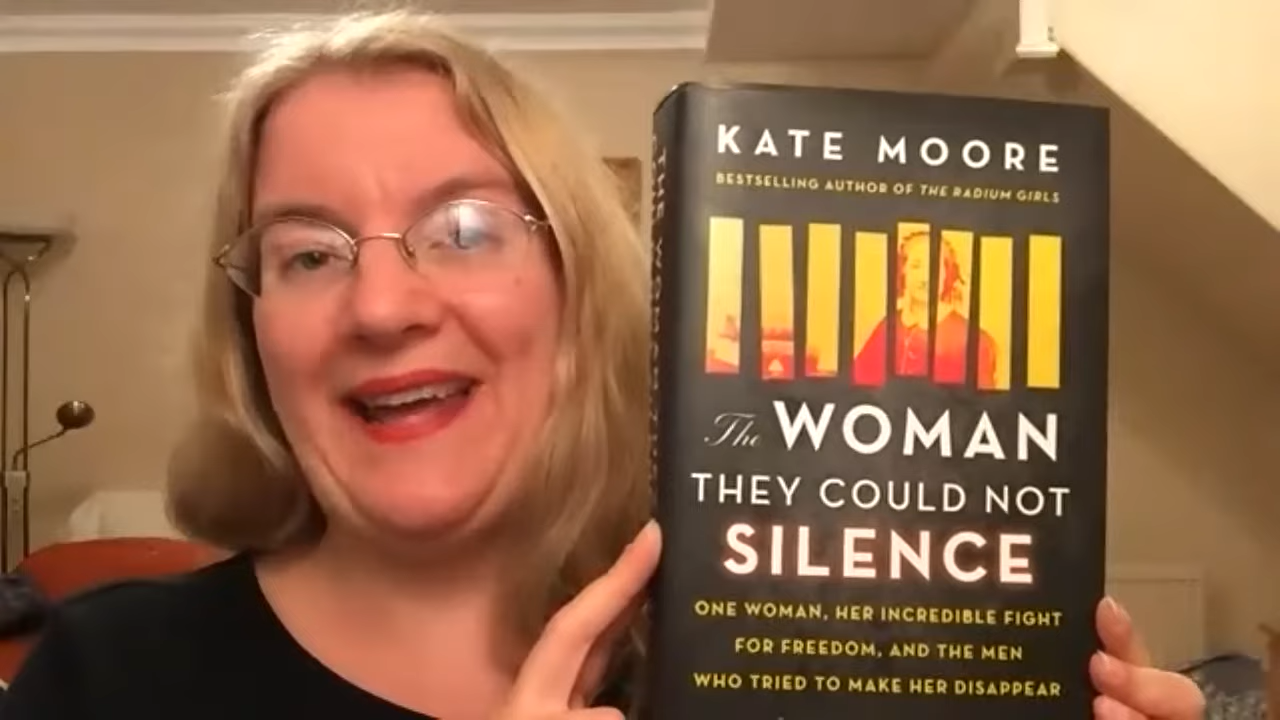 KATE MOORE
BESTSELLING AUTHOR OF THE RADIUM GIRLS
The WOMAN
THEY COULD NOT
SILENCE
ONE WOMAN, HER INCREDIBLE FIGHT
FOR FREEDOM, AND THE MEN
WHO TRIED TO MAKE HER DISAPPEAR